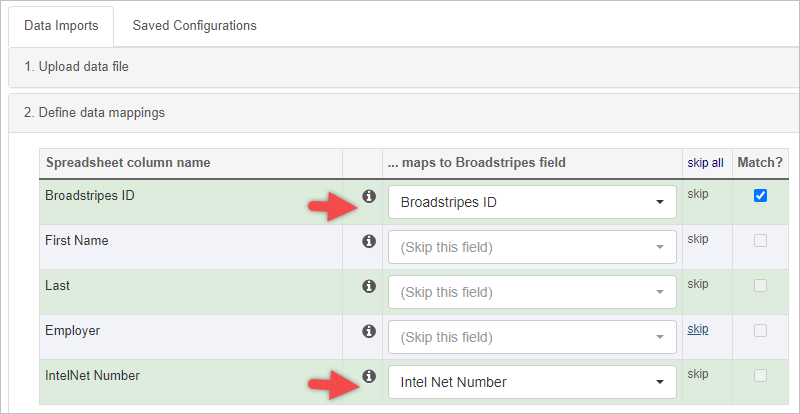 Data Imports Saved Configurations
1. Upload data file
2. Define data mappings
Spreadsheet column name ... maps to Broadstripes field skip all Match?
Broadstripes ID Broadstripes ID skip
First Name (Skip this field) skip
Last (Skip this field) skip
Employer (Skip this field) skip
IntelNet Number Intel Net Number skip